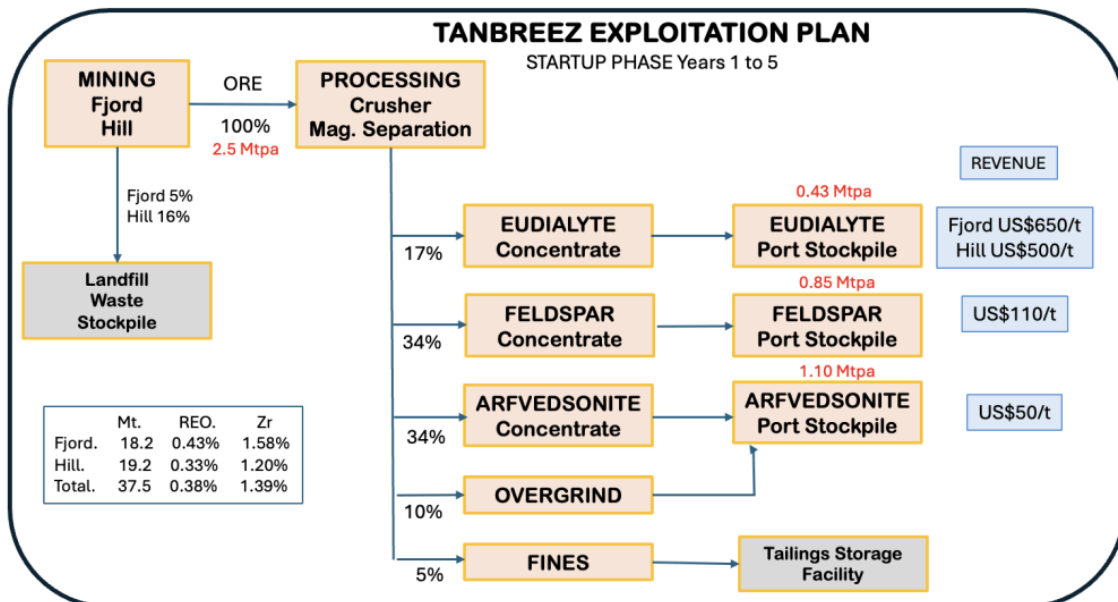 TANBREEZ EXPLOITATION PLAN
STARTUP PHASE Years 1 to 5
MINING
Fjord
Hill
ORE
100%
2.5 Mtpa
PROCESSING
Crusher
Mag. Separation
Fjord 5%
Hill 16%
Landfill
Waste
Stockpile
REVENUE
17%
EUDIALYTE
Concentrate
0.43 Mtpa
EUDIALYTE
Port Stockpile
Fjord US$650/t
Hill US$500/t
34%
FELDSPAR
Concentrate
0.85 Mtpa
FELDSPAR
Port Stockpile
US$110/t
34%
ARFVEDSONITE
Concentrate
1.10 Mtpa
ARFVEDSONITE
Port Stockpile
US$50/t
10%
OVERGRIND
5%
FINES
Tailings Storage
Facility
Mt. REO. Zr
Fjord. 18.2 0.43% 1.58%
Hill. 19.2 0.33% 1.20%
Total. 37.5 0.38% 1.39%